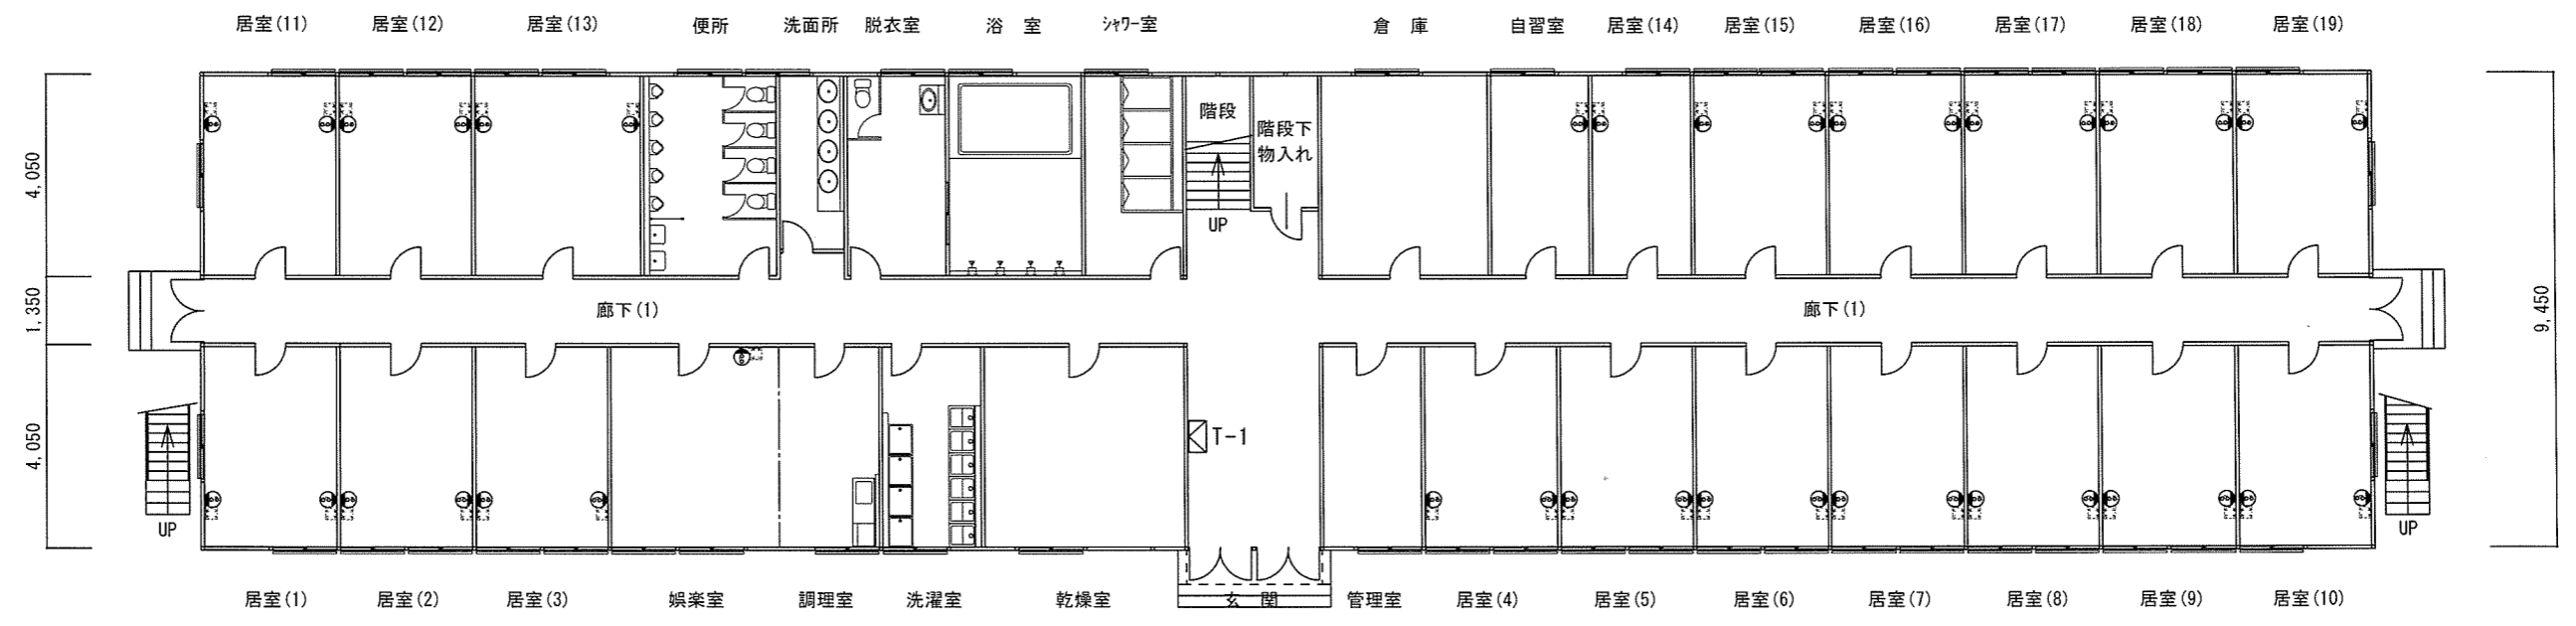 居室(11) 居室(12) 居室(13) 便所 洗面所 脱衣室 浴　室 ｼｬﾜｰ室 倉　庫 自習室 居室(14) 居室(15) 居室(16) 居室(17) 居室(18) 居室(19)
階段
階段下
物入れ
UP
4,050
1,350
4,050
9,450
廊下(1) 廊下(1)
T-1
UP UP
居室(1) 居室(2) 居室(3) 娯楽室 調理室 洗濯室 乾燥室 玄　関 管理室 居室(4) 居室(5) 居室(6) 居室(7) 居室(8) 居室(9) 居室(10)